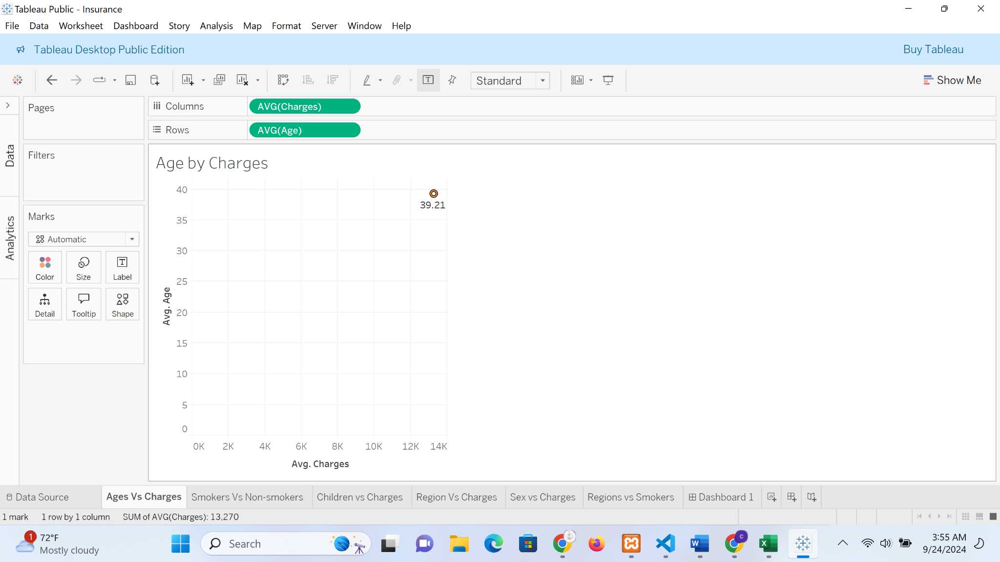 Tableau Public - Insurance
File Data Worksheet Dashboard Story Analysis Map Format Server Window Help
Tableau Desktop Public Edition
Buy Tableau
Standard
Show Me
Pages
Columns
AVG(Charges)
Rows
AVG(Age)
Data
Filters
Age by Charges
Analytics
Marks
Automatic
Color
Size
Label
Detail
Tooltip
Shape
40
39.21
35
30
25
20
15
10
5
0
Avg. Age
0K 2K 4K 6K 8K 10K 12K 14K
Avg. Charges
Data Source
Ages Vs Charges
Smokers Vs Non-smokers
Children vs Charges
Region Vs Charges
Sex vs Charges
Regions vs Smokers
Dashboard 1
1 mark 1 row by 1 column SUM of AVG(Charges): 13,270
1
72°F
Mostly cloudy
Search
C
W
X
3:55 AM
9/24/2024